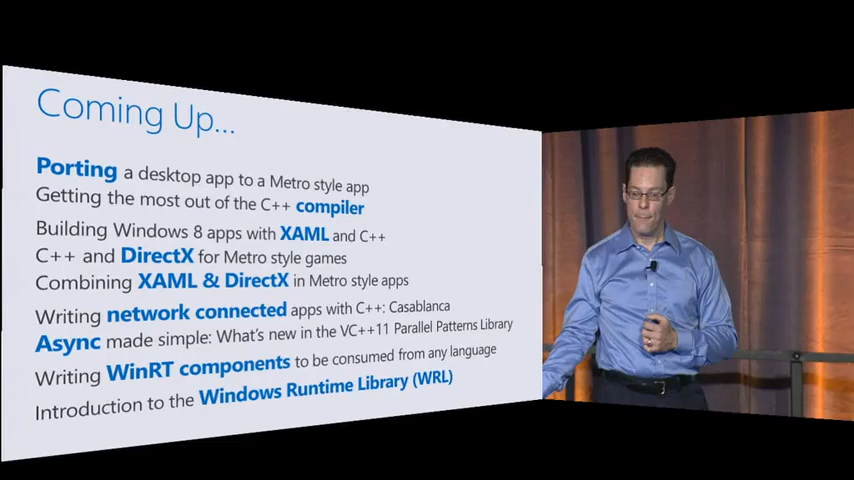 Coming Up...
Porting a desktop app to a Metro style app
Getting the most out of the C++ compiler
Building Windows 8 apps with XAML and C++
C++ and DirectX for Metro style games
Combining XAML & DirectX in Metro style apps
Writing network connected apps with C++: Casablanca
Async made simple: What's new in the VC++11 Parallel Patterns Library
Writing WinRT components to be consumed from any language
Introduction to the Windows Runtime Library (WRL)